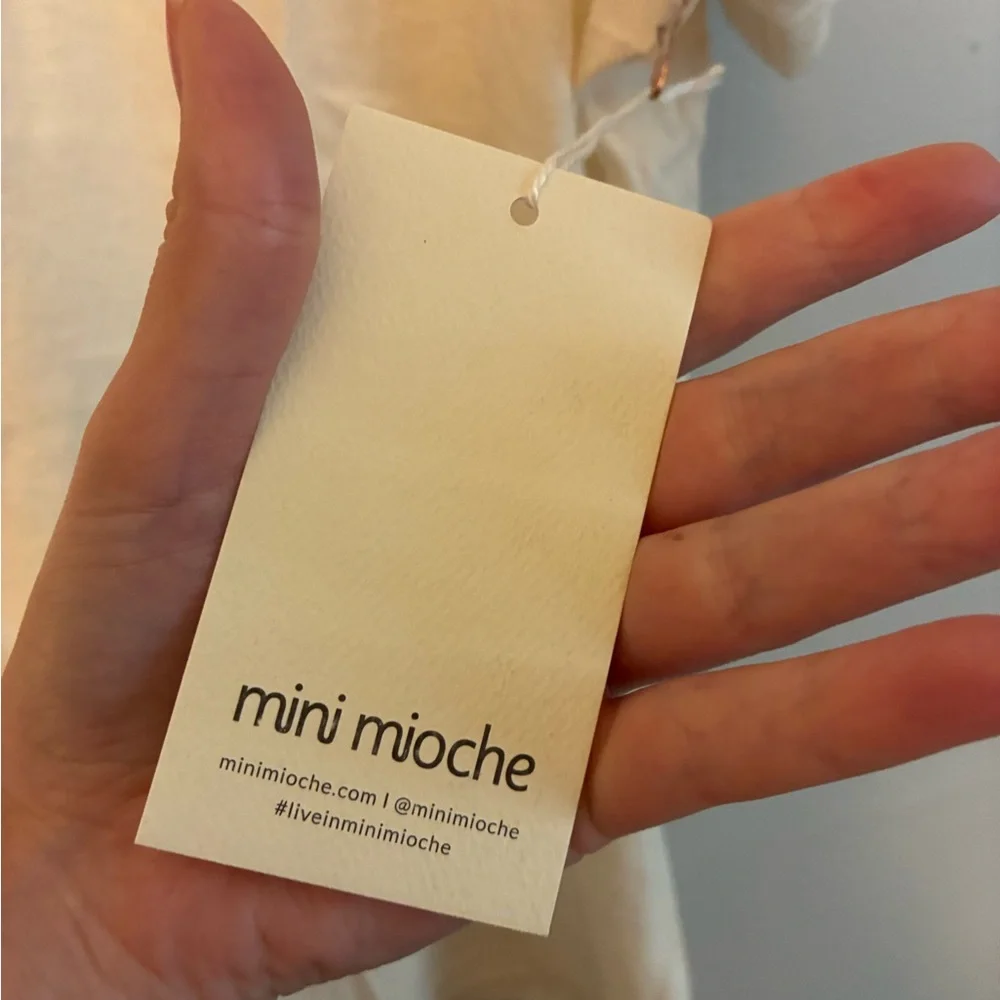 mini mioche
minimioche.com | @minimioche
#liveinminimioche